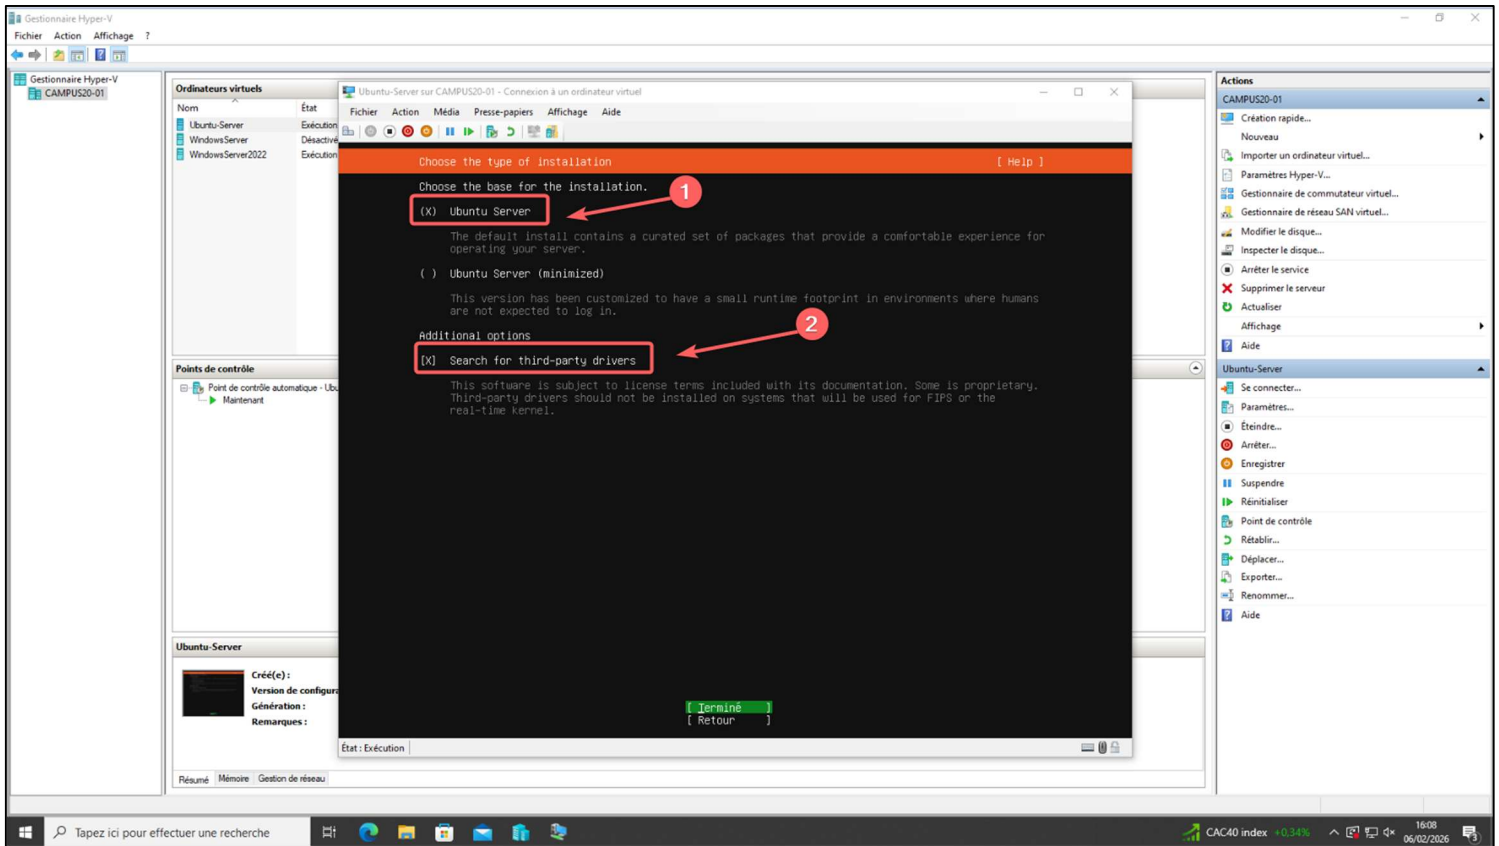 Gestionnaire Hyper-V
Fichier Action Affichage ?
Gestionnaire Hyper-V
CAMPUS20-01
Ordinateurs virtuels
Nom État
Ubuntu-Server Exécution
WindowsServer Désactivé
WindowsServer2022 Exécution
Points de contrôle
Point de contrôle automatique - Ubu
Maintenant
Ubuntu-Server
Créé(e) :
Version de configura
Génération :
Remarques :
Résumé Mémoire Gestion de réseau
Ubuntu-Server sur CAMPUS20-01 - Connexion à un ordinateur virtuel
Fichier Action Média Presse-papiers Affichage Aide
Choose the type of installation [ Help ]
Choose the base for the installation.
1
(X) Ubuntu Server
The default install contains a curated set of packages that provide a comfortable experience for
operating your server.
( ) Ubuntu Server (minimized)
This version has been customized to have a small runtime footprint in environments where humans
are not expected to log in.
2
Additional options
[X] Search for third-party drivers
This software is subject to license terms included with its documentation. Some is proprietary.
Third-party drivers should not be installed on systems that will be used for FIPS or the
real-time kernel.
[ Terminé ]
[ Retour ]
État : Exécution
Actions
CAMPUS20-01
Création rapide...
Nouveau
Importer un ordinateur virtuel...
Paramètres Hyper-V...
Gestionnaire de commutateur virtuel...
Gestionnaire de réseau SAN virtuel...
Modifier le disque...
Inspecter le disque...
Arrêter le service
Supprimer le serveur
Actualiser
Affichage
Aide
Ubuntu-Server
Se connecter...
Paramètres...
Éteindre...
Arrêter...
Enregistrer
Suspendre
Réinitialiser
Point de contrôle
Rétablir...
Déplacer...
Exporter...
Renommer...
Aide
Tapez ici pour effectuer une recherche
CAC40 index +0,34%
16:08
06/02/2026
3